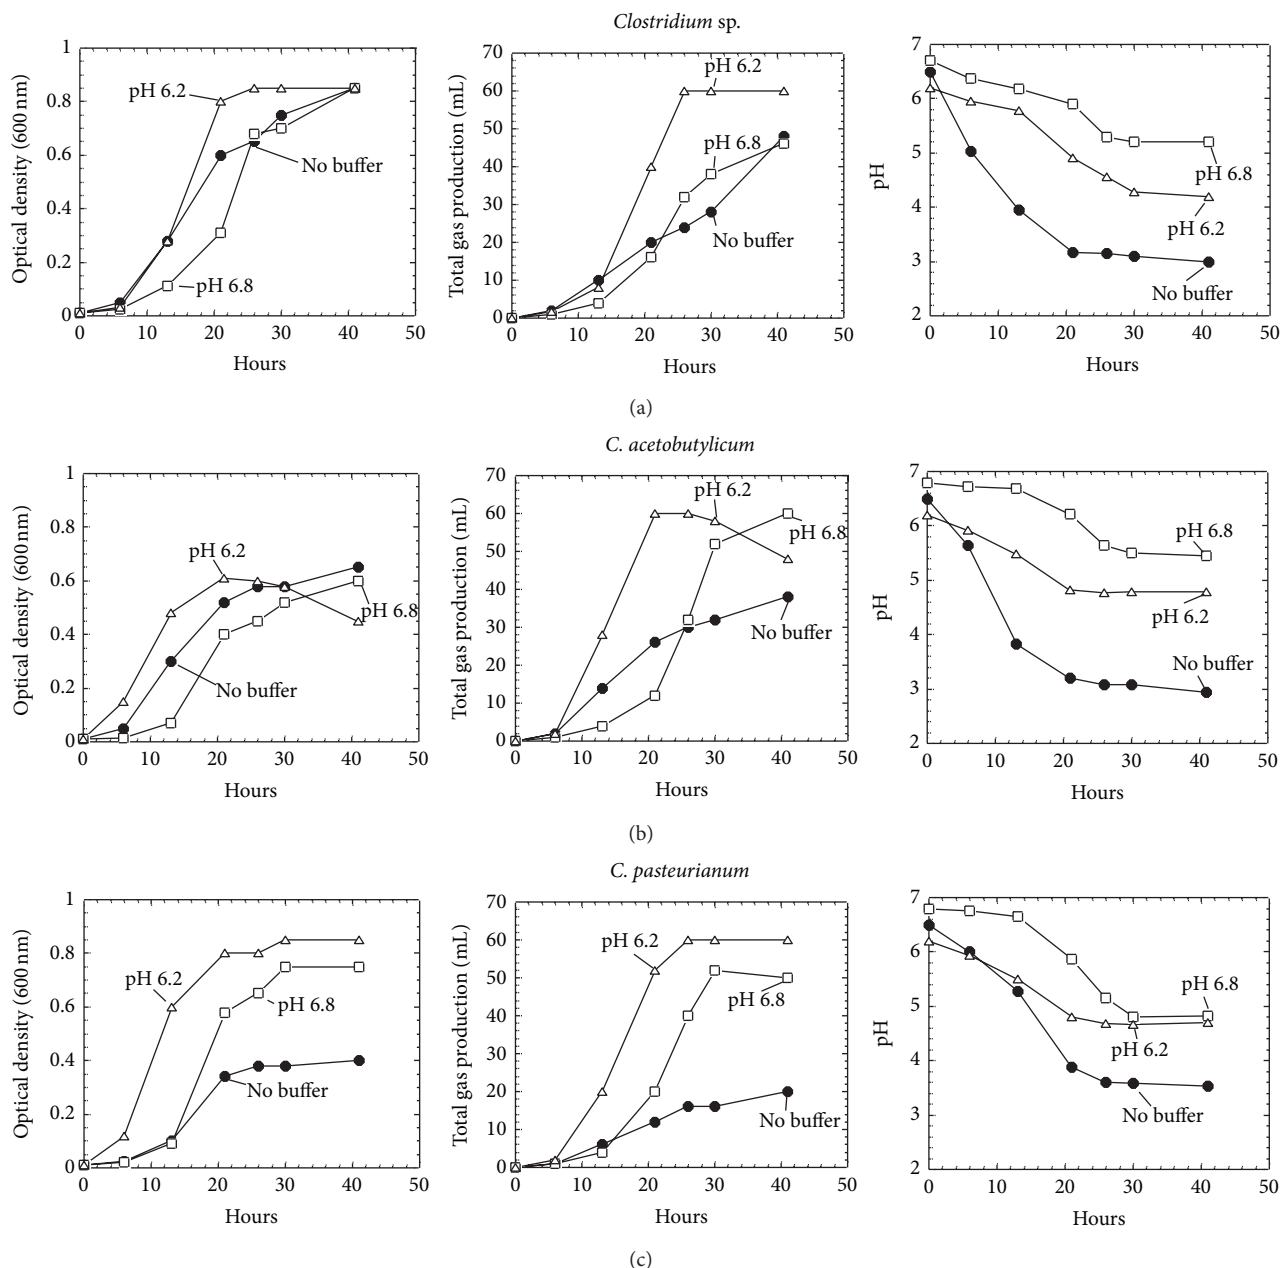 Clostridium sp.
Optical density (600 nm)
1
0.8
0.6
0.4
0.2
0
0 10 20 30 40 50
Hours
pH 6.2
No buffer
pH 6.8
Total gas production (mL)
70
60
50
40
30
20
10
0
0 10 20 30 40 50
Hours
pH 6.2
pH 6.8
No buffer
pH
7
6
5
4
3
2
0 10 20 30 40 50
Hours
pH 6.8
pH 6.2
No buffer
(a)
C. acetobutylicum
Optical density (600 nm)
1
0.8
0.6
0.4
0.2
0
0 10 20 30 40 50
Hours
pH 6.2
pH 6.8
No buffer
Total gas production (mL)
70
60
50
40
30
20
10
0
0 10 20 30 40 50
Hours
pH 6.2
pH 6.8
No buffer
pH
7
6
5
4
3
2
0 10 20 30 40 50
Hours
pH 6.8
pH 6.2
No buffer
(b)
C. pasteurianum
Optical density (600 nm)
1
0.8
0.6
0.4
0.2
0
0 10 20 30 40 50
Hours
pH 6.2
pH 6.8
No buffer
Total gas production (mL)
70
60
50
40
30
20
10
0
0 10 20 30 40 50
Hours
pH 6.2
pH 6.8
No buffer
pH
7
6
5
4
3
2
0 10 20 30 40 50
Hours
pH 6.8
pH 6.2
No buffer
(c)